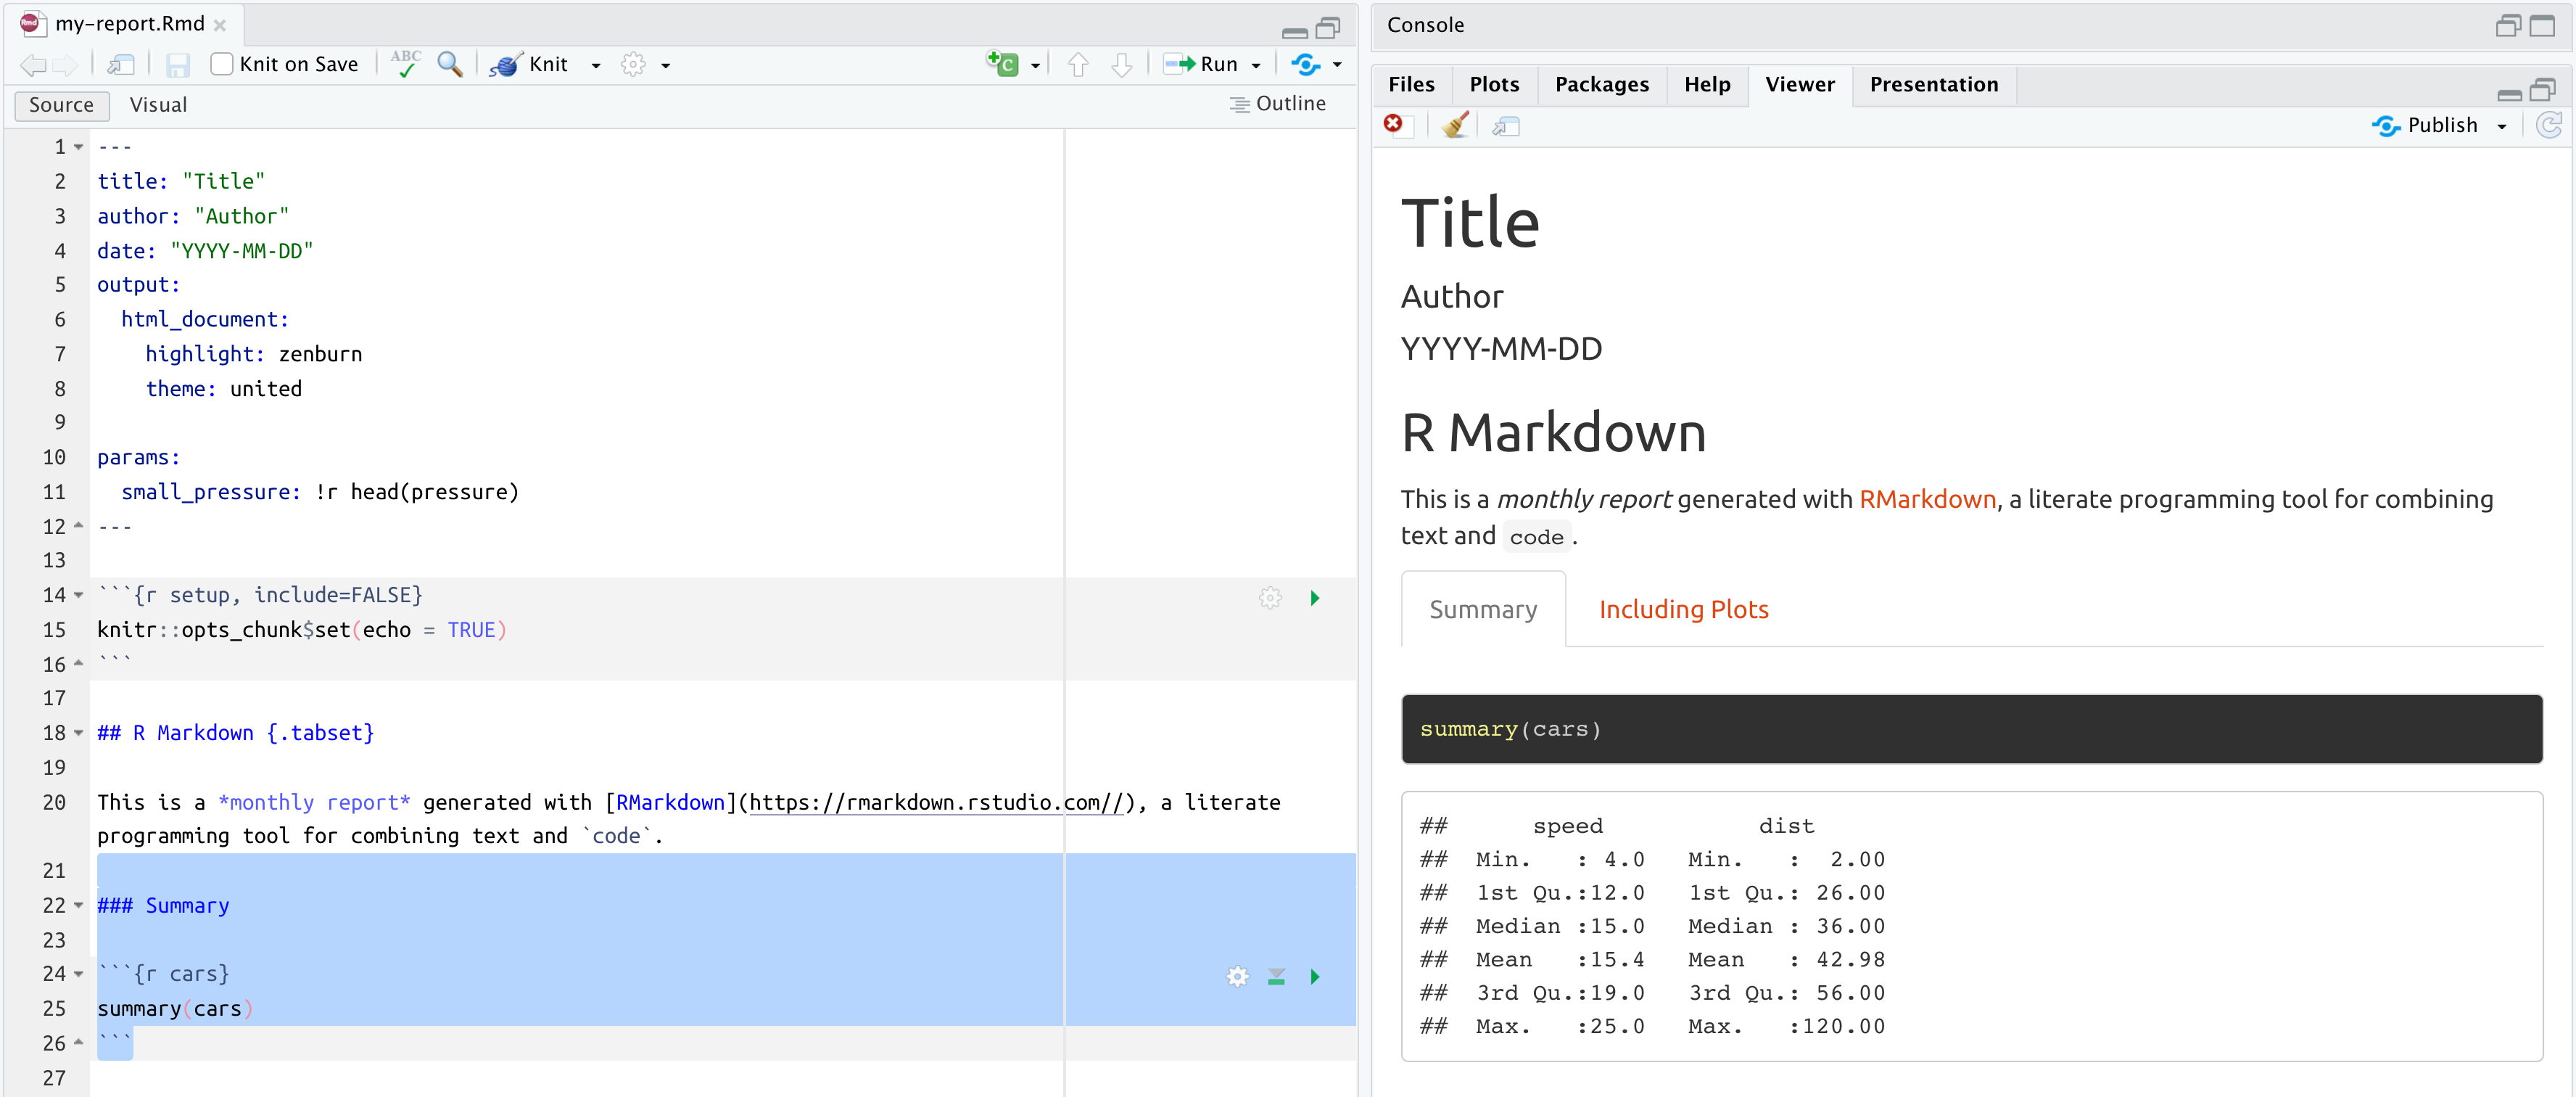 my-report.Rmd
Knit on Save
ABC
Knit
Run
Source
Visual
Outline
1 ---
2 title: "Title"
3 author: "Author"
4 date: "YYYY-MM-DD"
5 output:
6   html_document:
7     highlight: zenburn
8     theme: united
9
10 params:
11   small_pressure: !r head(pressure)
12 ---
13
14 ```{r setup, include=FALSE}
15 knitr::opts_chunk$set(echo = TRUE)
16 ```
17
18 ## R Markdown {.tabset}
19
20 This is a *monthly report* generated with [RMarkdown](https://rmarkdown.rstudio.com//), a literate
programming tool for combining text and `code`.
21
22 ### Summary
23
24 ```{r cars}
25 summary(cars)
26 ```
27
Console
Files
Plots
Packages
Help
Viewer
Presentation
Publish
Title
Author
YYYY-MM-DD
R Markdown
This is a monthly report generated with RMarkdown, a literate programming tool for combining
text and code.
Summary
Including Plots
summary(cars)
##      speed           dist
##  Min.   : 4.0   Min.   :  2.00
##  1st Qu.:12.0   1st Qu.: 26.00
##  Median :15.0   Median : 36.00
##  Mean   :15.4   Mean   : 42.98
##  3rd Qu.:19.0   3rd Qu.: 56.00
##  Max.   :25.0   Max.   :120.00